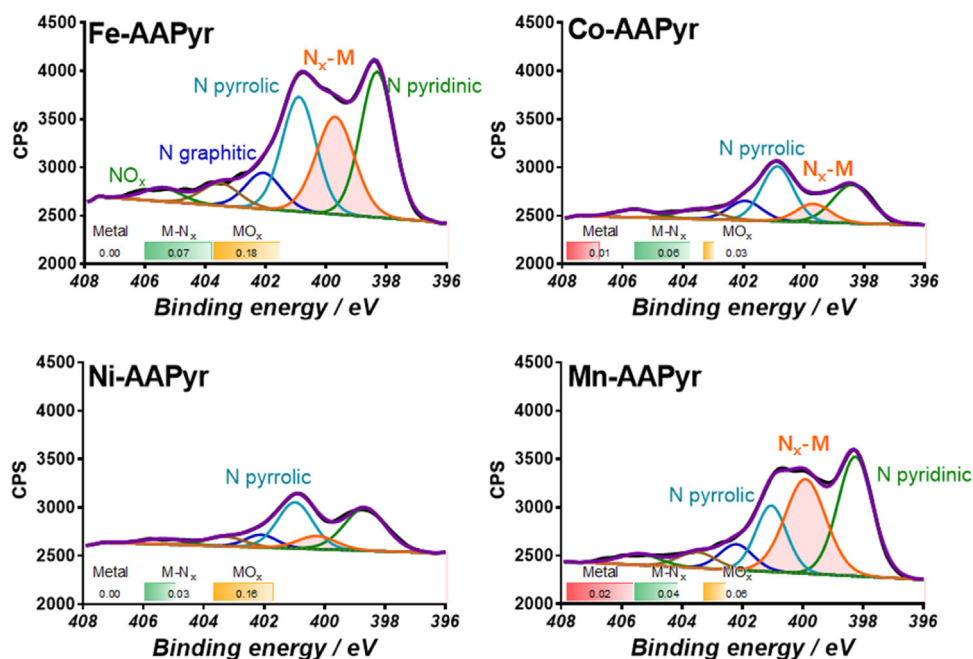 Fe-AAPyr
CPS
4500
4000
3500
3000
2500
2000
N pyrrolic
Nₓ-M
N pyridinic
N graphitic
NOₓ
Metal M-Nₓ MOₓ
0.00 0.07 0.18
408 406 404 402 400 398 396
Binding energy / eV
Co-AAPyr
CPS
4500
4000
3500
3000
2500
2000
N pyrrolic
Nₓ-M
Metal M-Nₓ MOₓ
0.01 0.06 0.03
408 406 404 402 400 398 396
Binding energy / eV
Ni-AAPyr
CPS
4500
4000
3500
3000
2500
2000
N pyrrolic
Metal M-Nₓ MOₓ
0.00 0.03 0.16
408 406 404 402 400 398 396
Binding energy / eV
Mn-AAPyr
CPS
4500
4000
3500
3000
2500
2000
Nₓ-M
N pyrrolic
N pyridinic
Metal M-Nₓ MOₓ
0.02 0.04 0.06
408 406 404 402 400 398 396
Binding energy / eV